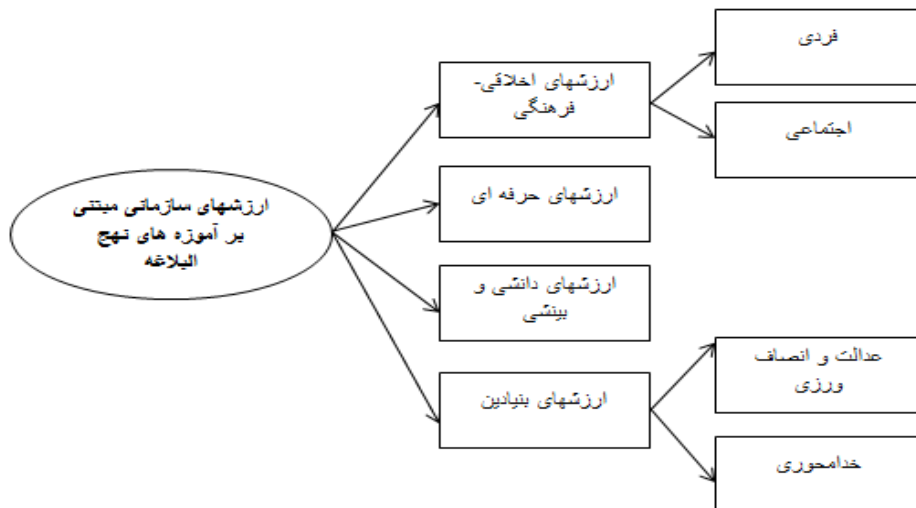 ارزشهای سازمانی مبتنی
بر آموزه های نهج
البلاغه
ارزشهای اخلاقی-
فرهنگی
فردی
اجتماعی
ارزشهای حرفه ای
ارزشهای دانشی و
بینشی
ارزشهای بنیادین
عدالت و انصاف
ورزی
خدامحوری